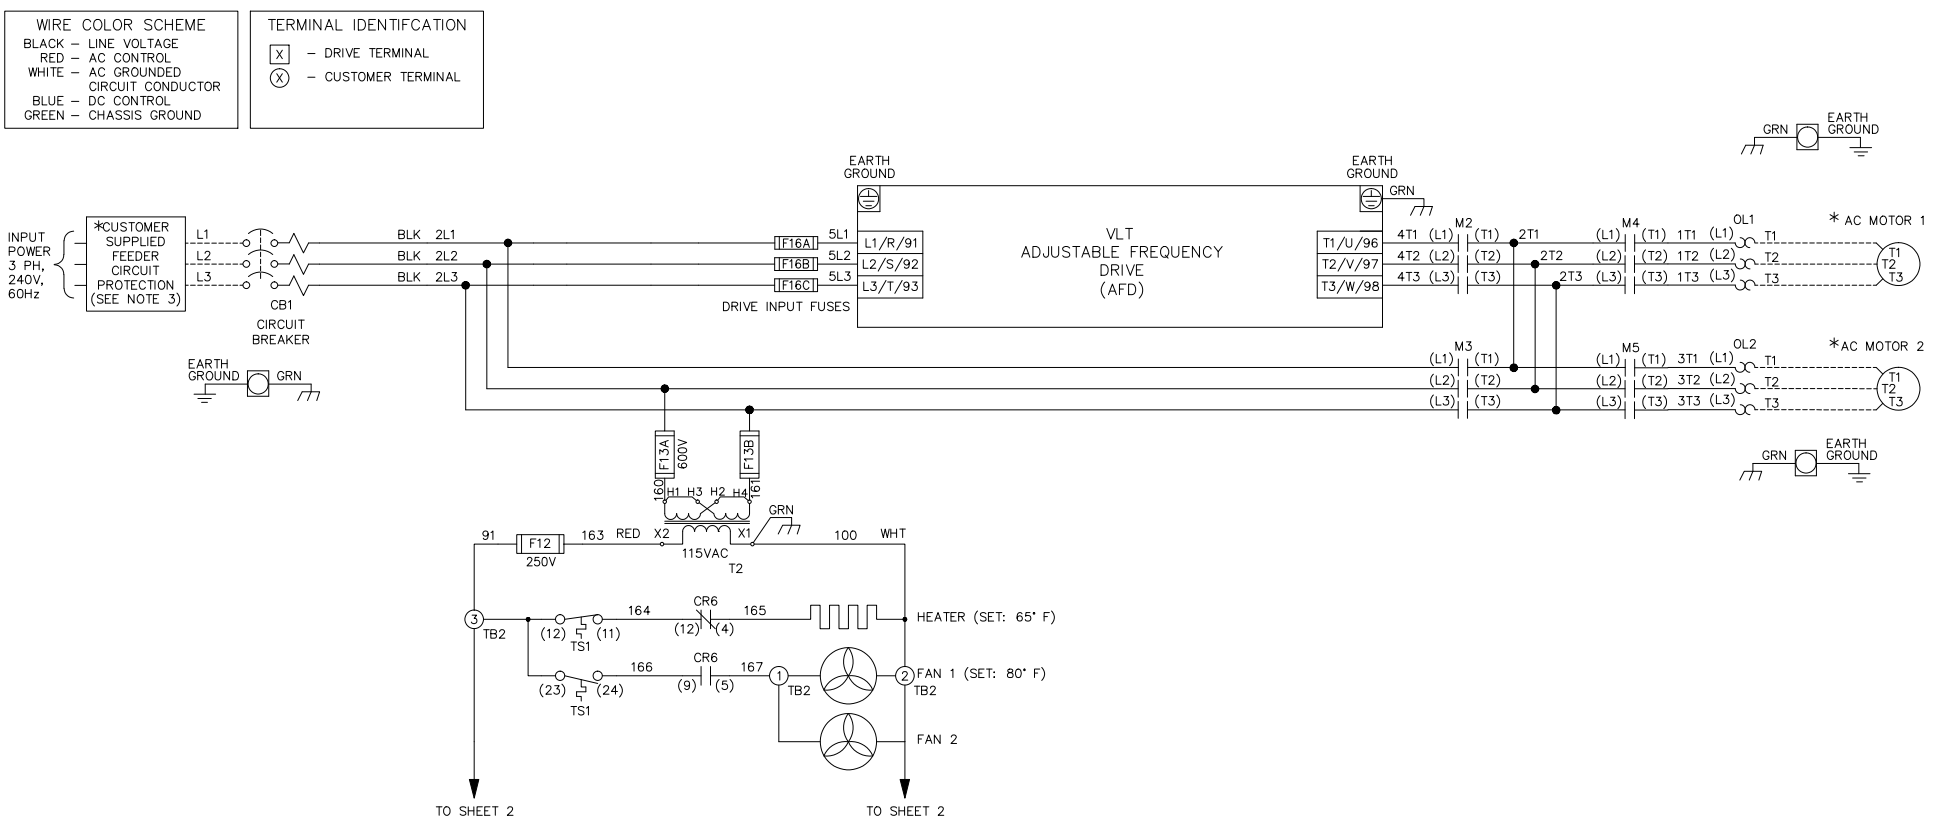 WIRE COLOR SCHEME
BLACK – LINE VOLTAGE
RED – AC CONTROL
WHITE – AC GROUNDED
CIRCUIT CONDUCTOR
BLUE – DC CONTROL
GREEN – CHASSIS GROUND
TERMINAL IDENTIFCATION
X – DRIVE TERMINAL
X – CUSTOMER TERMINAL
GRN
EARTH
GROUND
EARTH
GROUND
EARTH
GROUND
GRN
INPUT
POWER
3 PH,
240V,
60Hz
*CUSTOMER
SUPPLIED
FEEDER
CIRCUIT
PROTECTION
(SEE NOTE 3)
L1
L2
L3
CB1
CIRCUIT
BREAKER
BLK 2L1
BLK 2L2
BLK 2L3
F16A 5L1
F16B 5L2
F16C 5L3
DRIVE INPUT FUSES
L1/R/91
L2/S/92
L3/T/93
VLT
ADJUSTABLE FREQUENCY
DRIVE
(AFD)
T1/U/96
T2/V/97
T3/W/98
M2
4T1 (L1) (T1) 2T1
4T2 (L2) (T2) 2T2
4T3 (L3) (T3) 2T3
M4
(L1) (T1) 1T1 (L1)
(L2) (T2) 1T2 (L2)
(L3) (T3) 1T3 (L3)
OL1
T1
T2
T3
* AC MOTOR 1
T1
T2
T3
EARTH
GROUND
GRN
M3
(L1) (T1)
(L2) (T2)
(L3) (T3)
M5
(L1) (T1) 3T1 (L1)
(L2) (T2) 3T2 (L2)
(L3) (T3) 3T3 (L3)
OL2
T1
T2
T3
*AC MOTOR 2
T1
T2
T3
GRN
EARTH
GROUND
F13A
600V
F13B
160
161
H1 H3 H2 H4
GRN
91 F12 163 RED X2 X1 100 WHT
250V
115VAC
T2
3
TB2
(12) (11)
TS1
164
CR6
(12) (4)
165
HEATER (SET: 65° F)
(23) (24)
TS1
166
CR6
(9) (5)
167
1
TB2
2
TB2
FAN 1 (SET: 80° F)
FAN 2
TO SHEET 2
TO SHEET 2